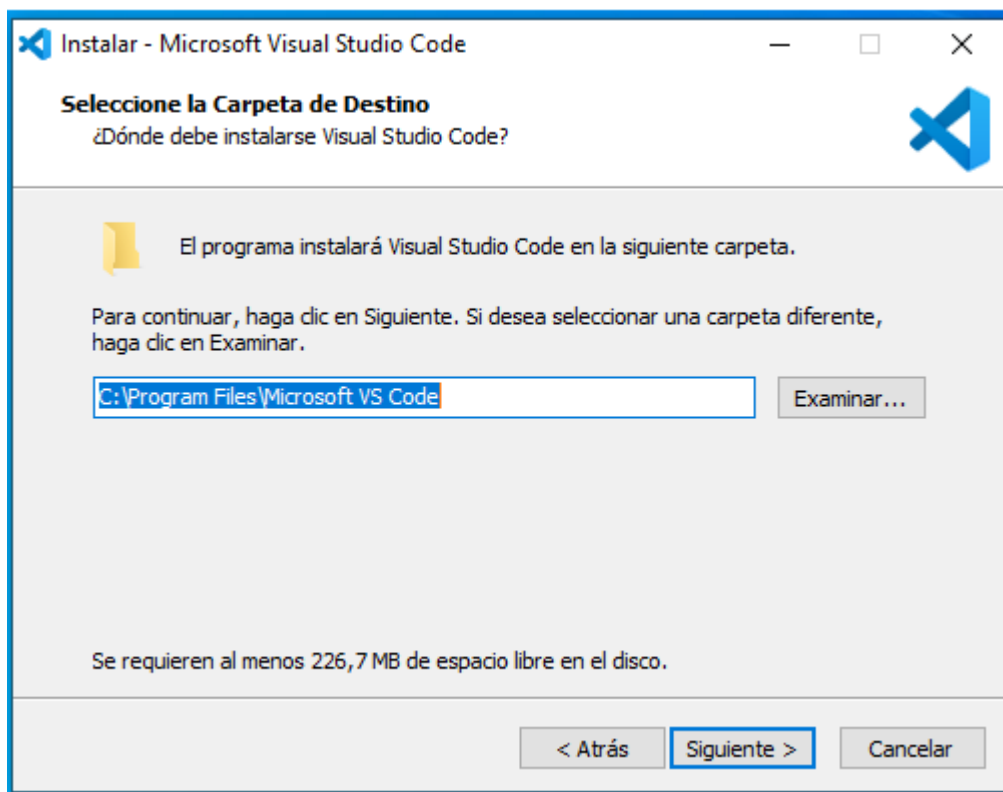 Instalar - Microsoft Visual Studio Code
Seleccione la Carpeta de Destino
¿Dónde debe instalarse Visual Studio Code?
El programa instalará Visual Studio Code en la siguiente carpeta.
Para continuar, haga clic en Siguiente. Si desea seleccionar una carpeta diferente,
haga clic en Examinar.
C:\Program Files\Microsoft VS Code
Examinar...
Se requieren al menos 226,7 MB de espacio libre en el disco.
< Atrás
Siguiente >
Cancelar